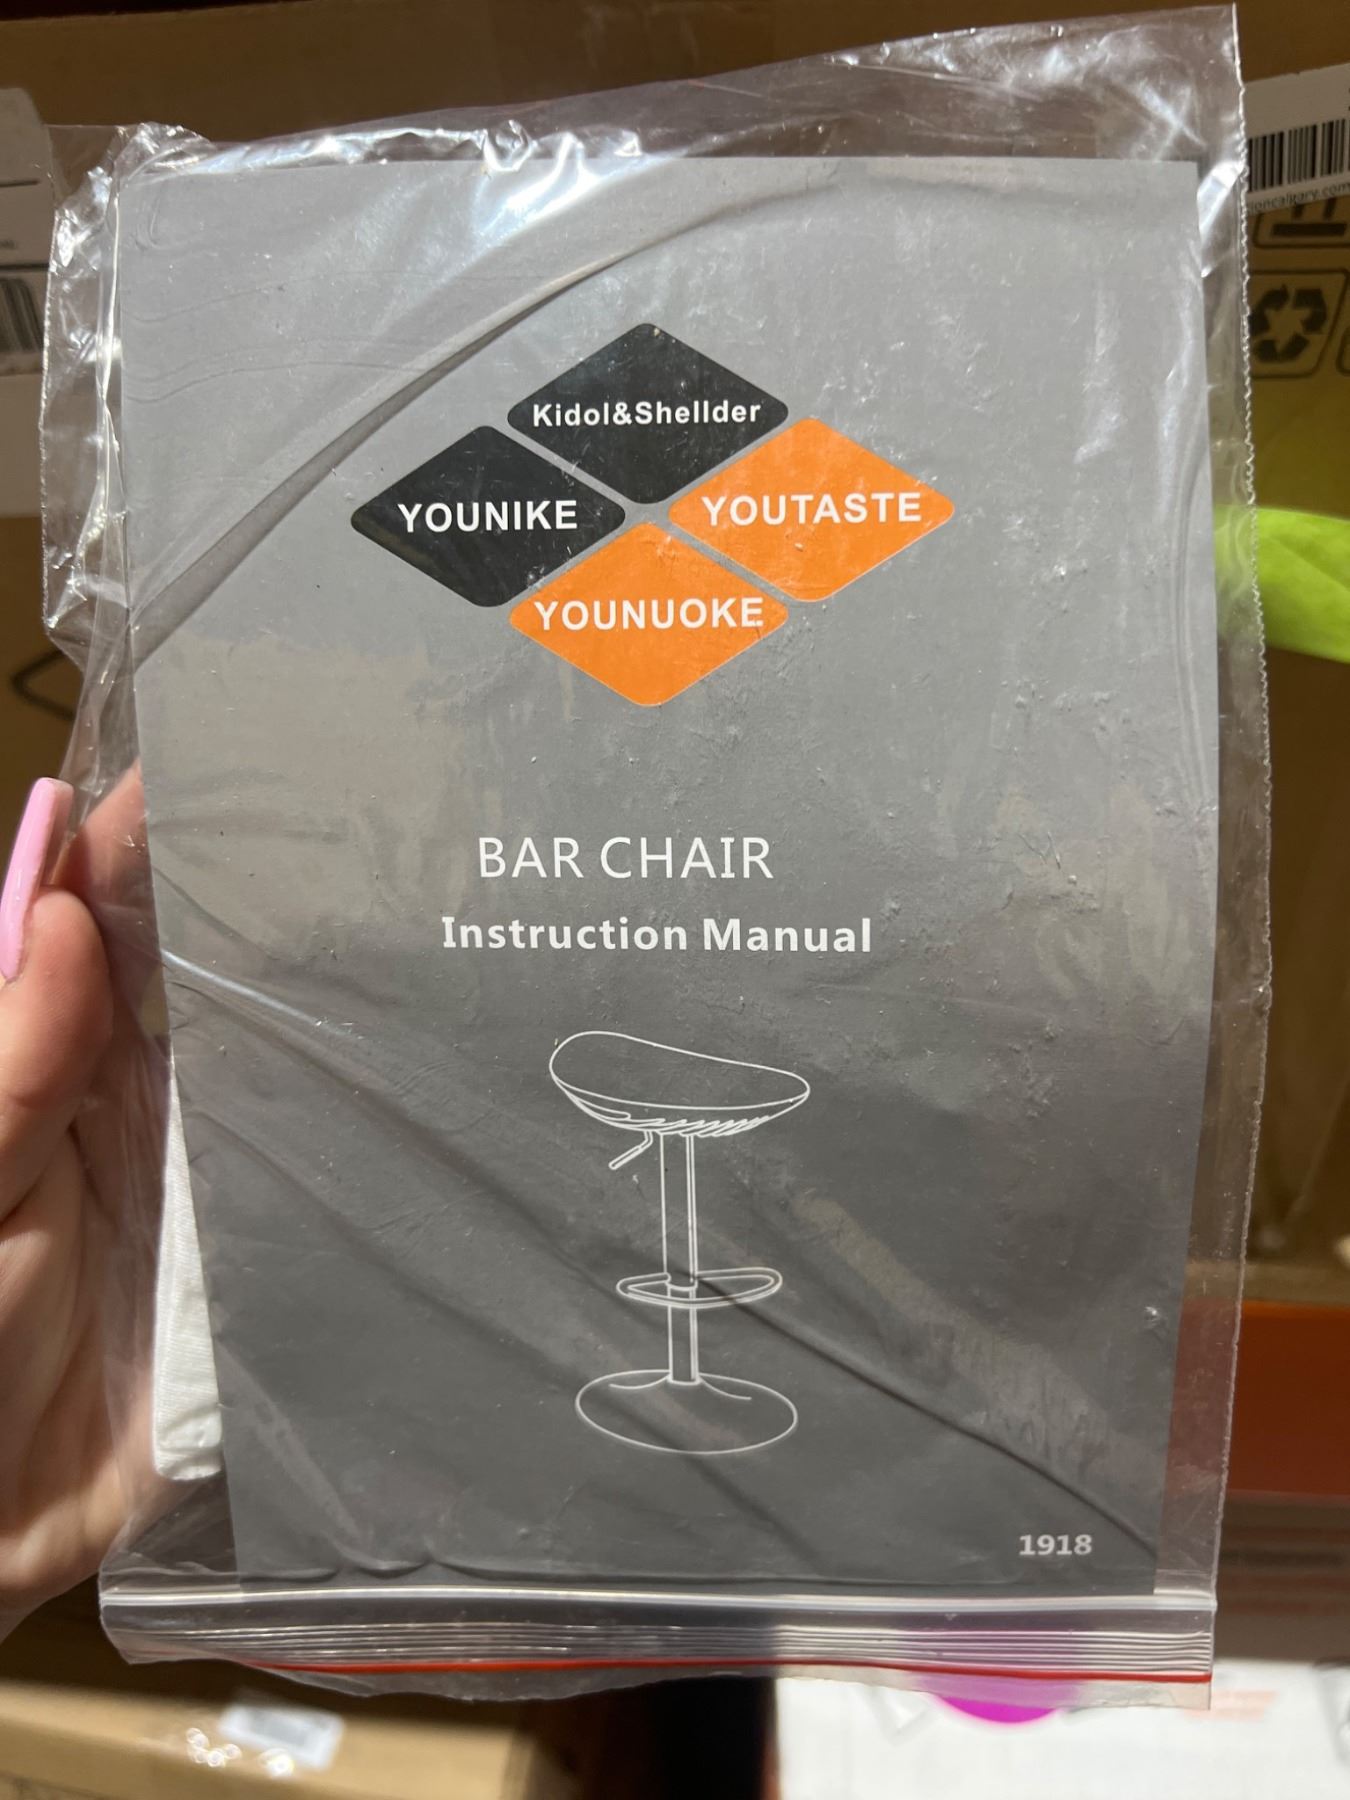 Kidol&Shellder
YOUNIKE
YOUTASTE
YOUNUOKE
BAR CHAIR
Instruction Manual
1918